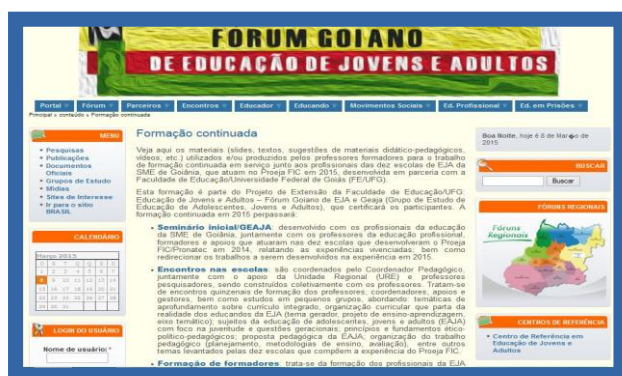 FORUM GOIANO
DE EDUCAÇÃO DE JOVENS E ADULTOS
Portal Fórum Parceiros Encontros Educador Educando Movimentos Sociais Ed. Profissional Ed. em Prisões
Principal » conteúdo » Formação continuada
MENU
• Pesquisas
• Publicações
• Documentos Oficiais
• Grupos de Estudo
• Mídias
• Sites de Interesse
• Ir para o sítio BRASIL
CALENDÁRIO
Março 2015
LOGIN DO USUÁRIO
Nome de usuário: *
Formação continuada
Veja aqui os materiais (slides, textos, sugestões de materiais didático-pedagógicos,
vídeos, etc.) utilizados e/ou produzidos pelos professores formadores para o trabalho
de formação continuada em serviço junto aos profissionais das dez escolas de EJA da
SME de Goiânia, que atuam no Proeja FIC em 2015, desenvolvida em parceria com a
Faculdade de Educação/Universidade Federal de Goiás (FE/UFG).
Esta formação é parte do Projeto de Extensão da Faculdade de Educação/UFG:
Educação de Jovens e Adultos – Fórum Goiano de EJA e Geaja (Grupo de Estudo de
Educação de Adolescentes, Jovens e Adultos), que certificará os participantes. A
formação continuada em 2015 perpassará:
• Seminário inicial/GEAJA: desenvolvido com os profissionais da educação
da SME de Goiânia, juntamente com os professores da educação profissional,
formadores e apoios que atuaram nas dez escolas que desenvolveram o Proeja
FIC/Pronatec em 2014, relatando as experiências vivenciadas, bem como
redirecionar os trabalhos a serem desenvolvidos na experiência em 2015.
• Encontros nas escolas: são coordenados pelo Coordenador Pedagógico,
juntamente com o apoio da Unidade Regional (URE) e professores
pesquisadores, sendo construídos coletivamente com os professores. Tratam-se
de encontros quinzenais de formação dos professores, coordenadores, apoios e
gestores, bem como estudos em pequenos grupos, abordando: temáticas de
aprofundamento sobre currículo integrado, organização curricular que parta da
realidade dos educandos da EJA (tema gerador, projeto de ensino-aprendizagem,
eixo temático); sujeitos da educação de adolescentes, jovens e adultos (EAJA)
com foco na juventude e questões geracionais; princípios e fundamentos ético-
político-pedagógicos; proposta pedagógica da EAJA; organização do trabalho
pedagógico (planejamento, metodologias de ensino, avaliação), entre outros
temas levantados pelas dez escolas que compõem a experiência do Proeja FIC.
• Formação de formadores: trata-se da formação dos profissionais da EJA
Boa Noite, hoje é 8 de Mar�o de
2015
BUSCAR
Buscar
FÓRUNS REGIONAIS
Fóruns
Regionais
CENTROS DE REFERÊNCIA
• Centro de Referência em
Educação de Jovens e
Adultos